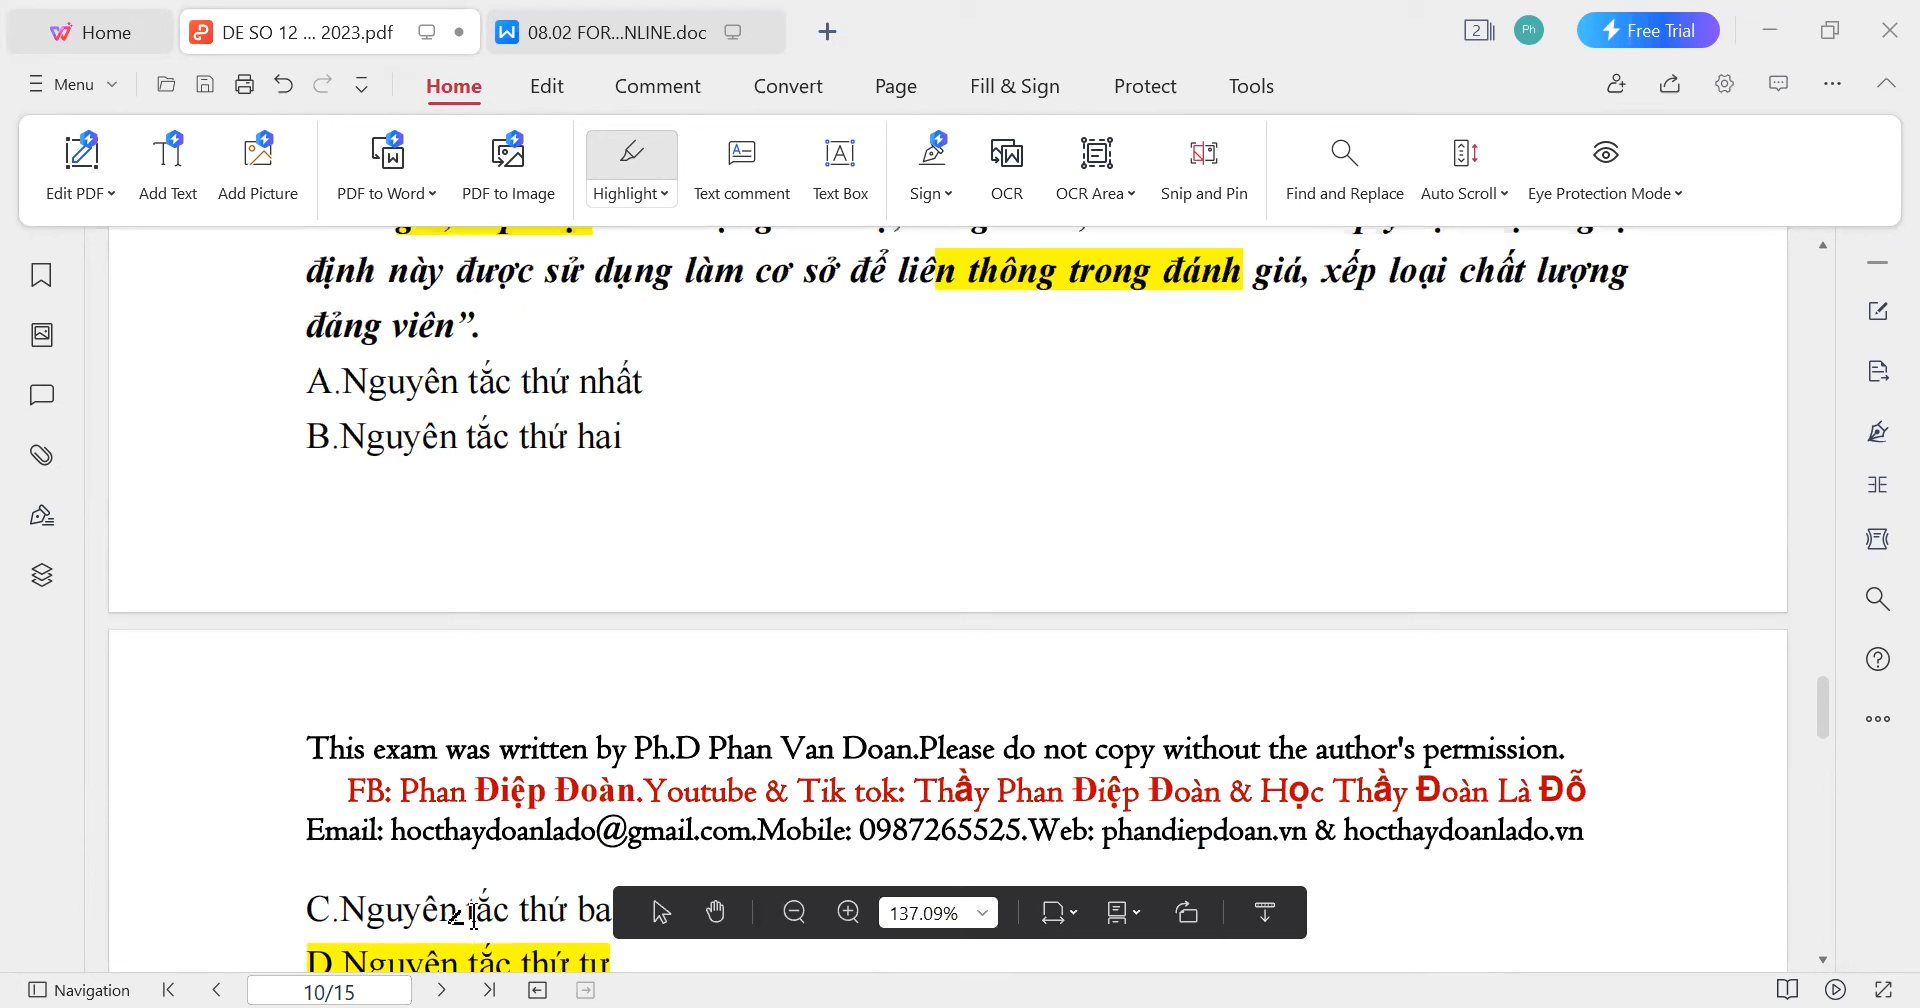 Home
DE SO 12 ... 2023.pdf
08.02 FOR...NLINE.doc
2
Ph
Free Trial
Menu
Home
Edit
Comment
Convert
Page
Fill & Sign
Protect
Tools
Edit PDF
Add Text
Add Picture
PDF to Word
PDF to Image
Highlight
Text comment
Text Box
Sign
OCR
OCR Area
Snip and Pin
Find and Replace
Auto Scroll
Eye Protection Mode
định này được sử dụng làm cơ sở để liên thông trong đánh giá, xếp loại chất lượng
đảng viên”.
A.Nguyên tắc thứ nhất
B.Nguyên tắc thứ hai
This exam was written by Ph.D Phan Van Doan.Please do not copy without the author's permission.
FB: Phan Điệp Đoàn.Youtube & Tik tok: Thầy Phan Điệp Đoàn & Học Thầy Đoàn Là Đỗ
Email: hocthaydoanlado@gmail.com.Mobile: 0987265525.Web: phandiepdoan.vn & hocthaydoanlado.vn
C.Nguyên tắc thứ ba
D.Nguyên tắc thứ tư
137.09%
Navigation
10/15